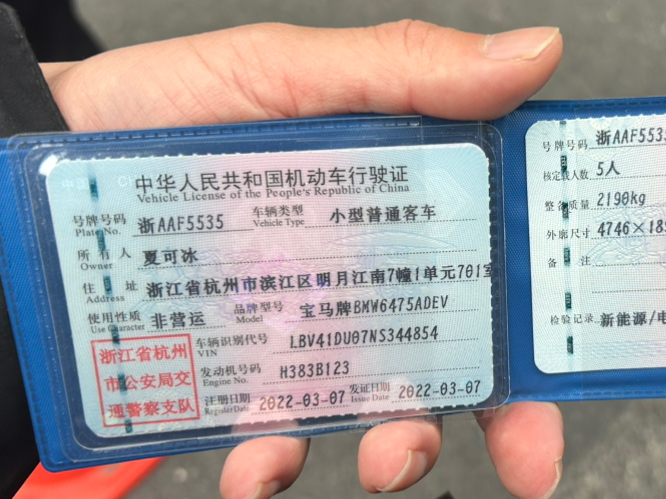 中华人民共和国机动车行驶证
Vehicle License of the People's Republic of China
号牌号码 浙AAF5535 车辆类型 小型普通客车
Plate No. Vehicle Type
所有人 夏可冰
Owner
住址 浙江省杭州市滨江区明月江南7幢1单元701室
Address
使用性质 非营运 品牌型号 宝马牌BMW6475ADEV
Use Character Model
浙江省杭州
市公安局交
通警察支队
车辆识别代号 LBV41DU07NS344854
VIN
发动机号码 H383B123
Engine No.
注册日期 2022-03-07 发证日期 2022-03-07
Register Date Issue Date
号牌号码 浙AAF5535
核定载人数 5人
整备质量 2190kg
外廓尺寸 4746×18
备注
检验记录 新能源/电